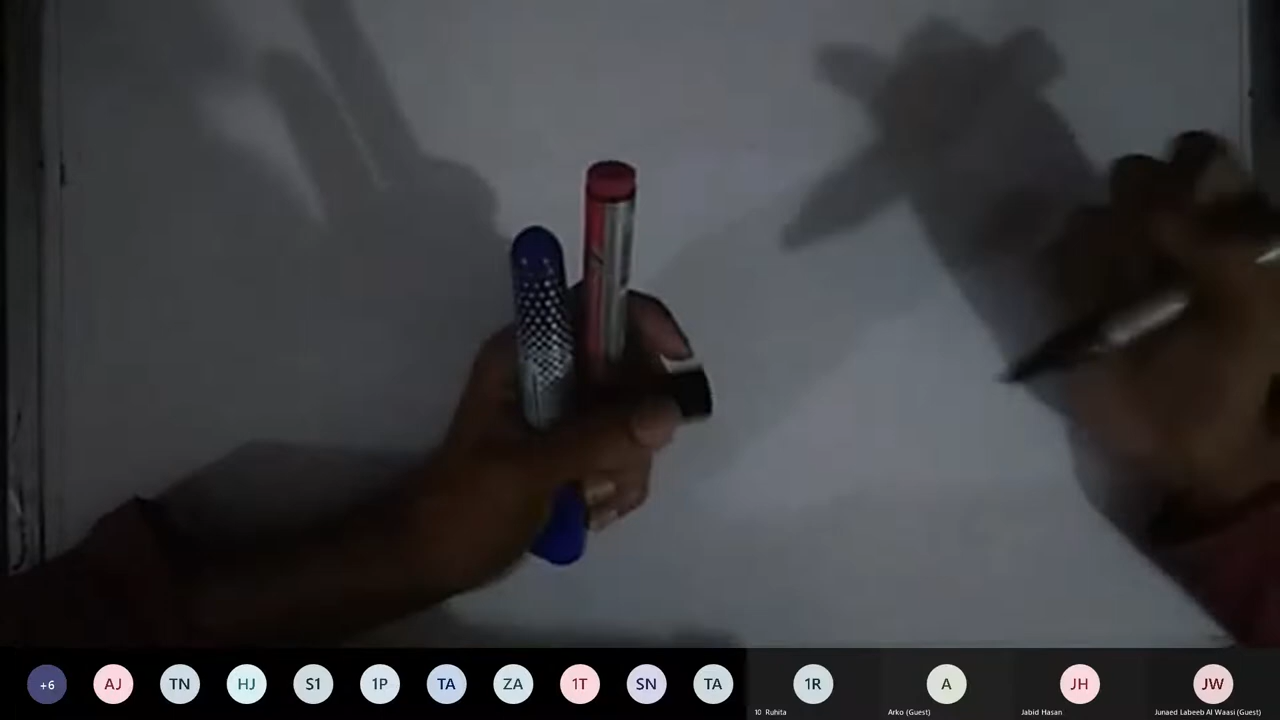 +6 AJ TN HJ S1 1P TA ZA 1T SN TA 1R A JH JW
10 Ruhita Arko (Guest) Jabid Hasan Junaed Labeeb Al Waasi (Guest)